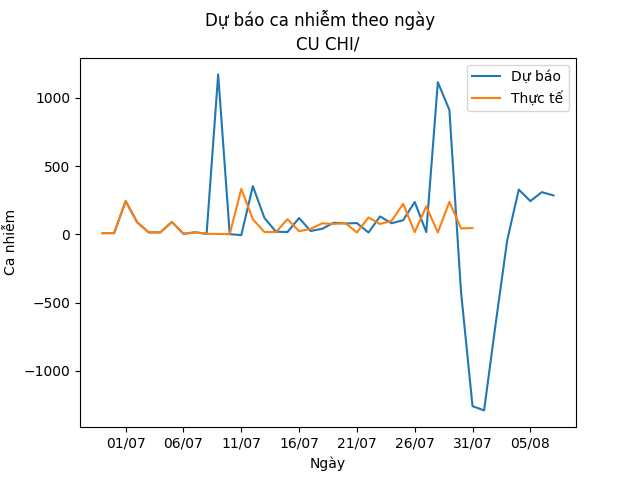 Dự báo ca nhiễm theo ngày
CU CHI/
Dự báo
Thực tế
Ca nhiễm
1000
500
0
−500
−1000
01/07 06/07 11/07 16/07 21/07 26/07 31/07 05/08
Ngày